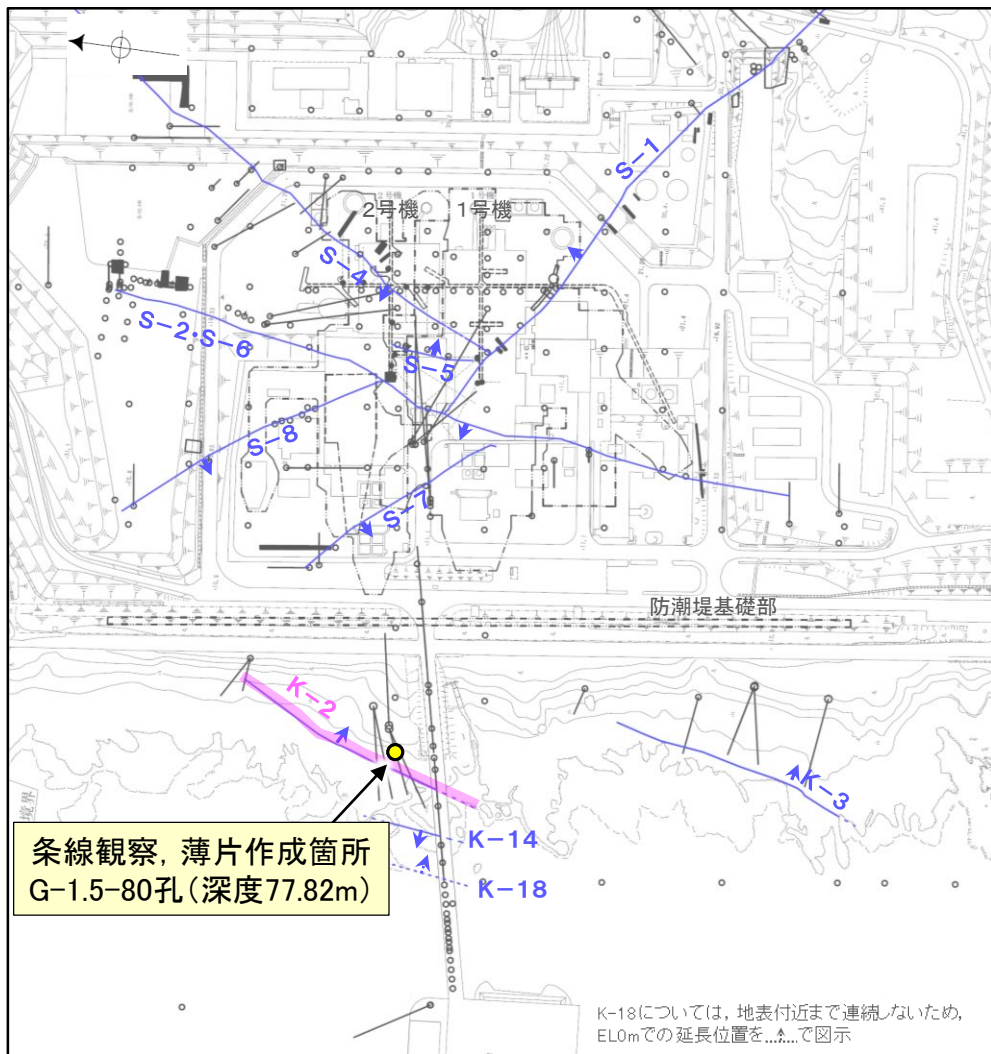 S-1
2号機
1号機
S-4
S-2・S-6
S-5
S-8
S-7
防潮堤基礎部
K-2
K-3
条線観察，薄片作成箇所
G-1.5-80孔（深度77.82m）
K-14
K-18
K-18については，地表付近まで連続しないため，
EL0mでの延長位置を
で図示